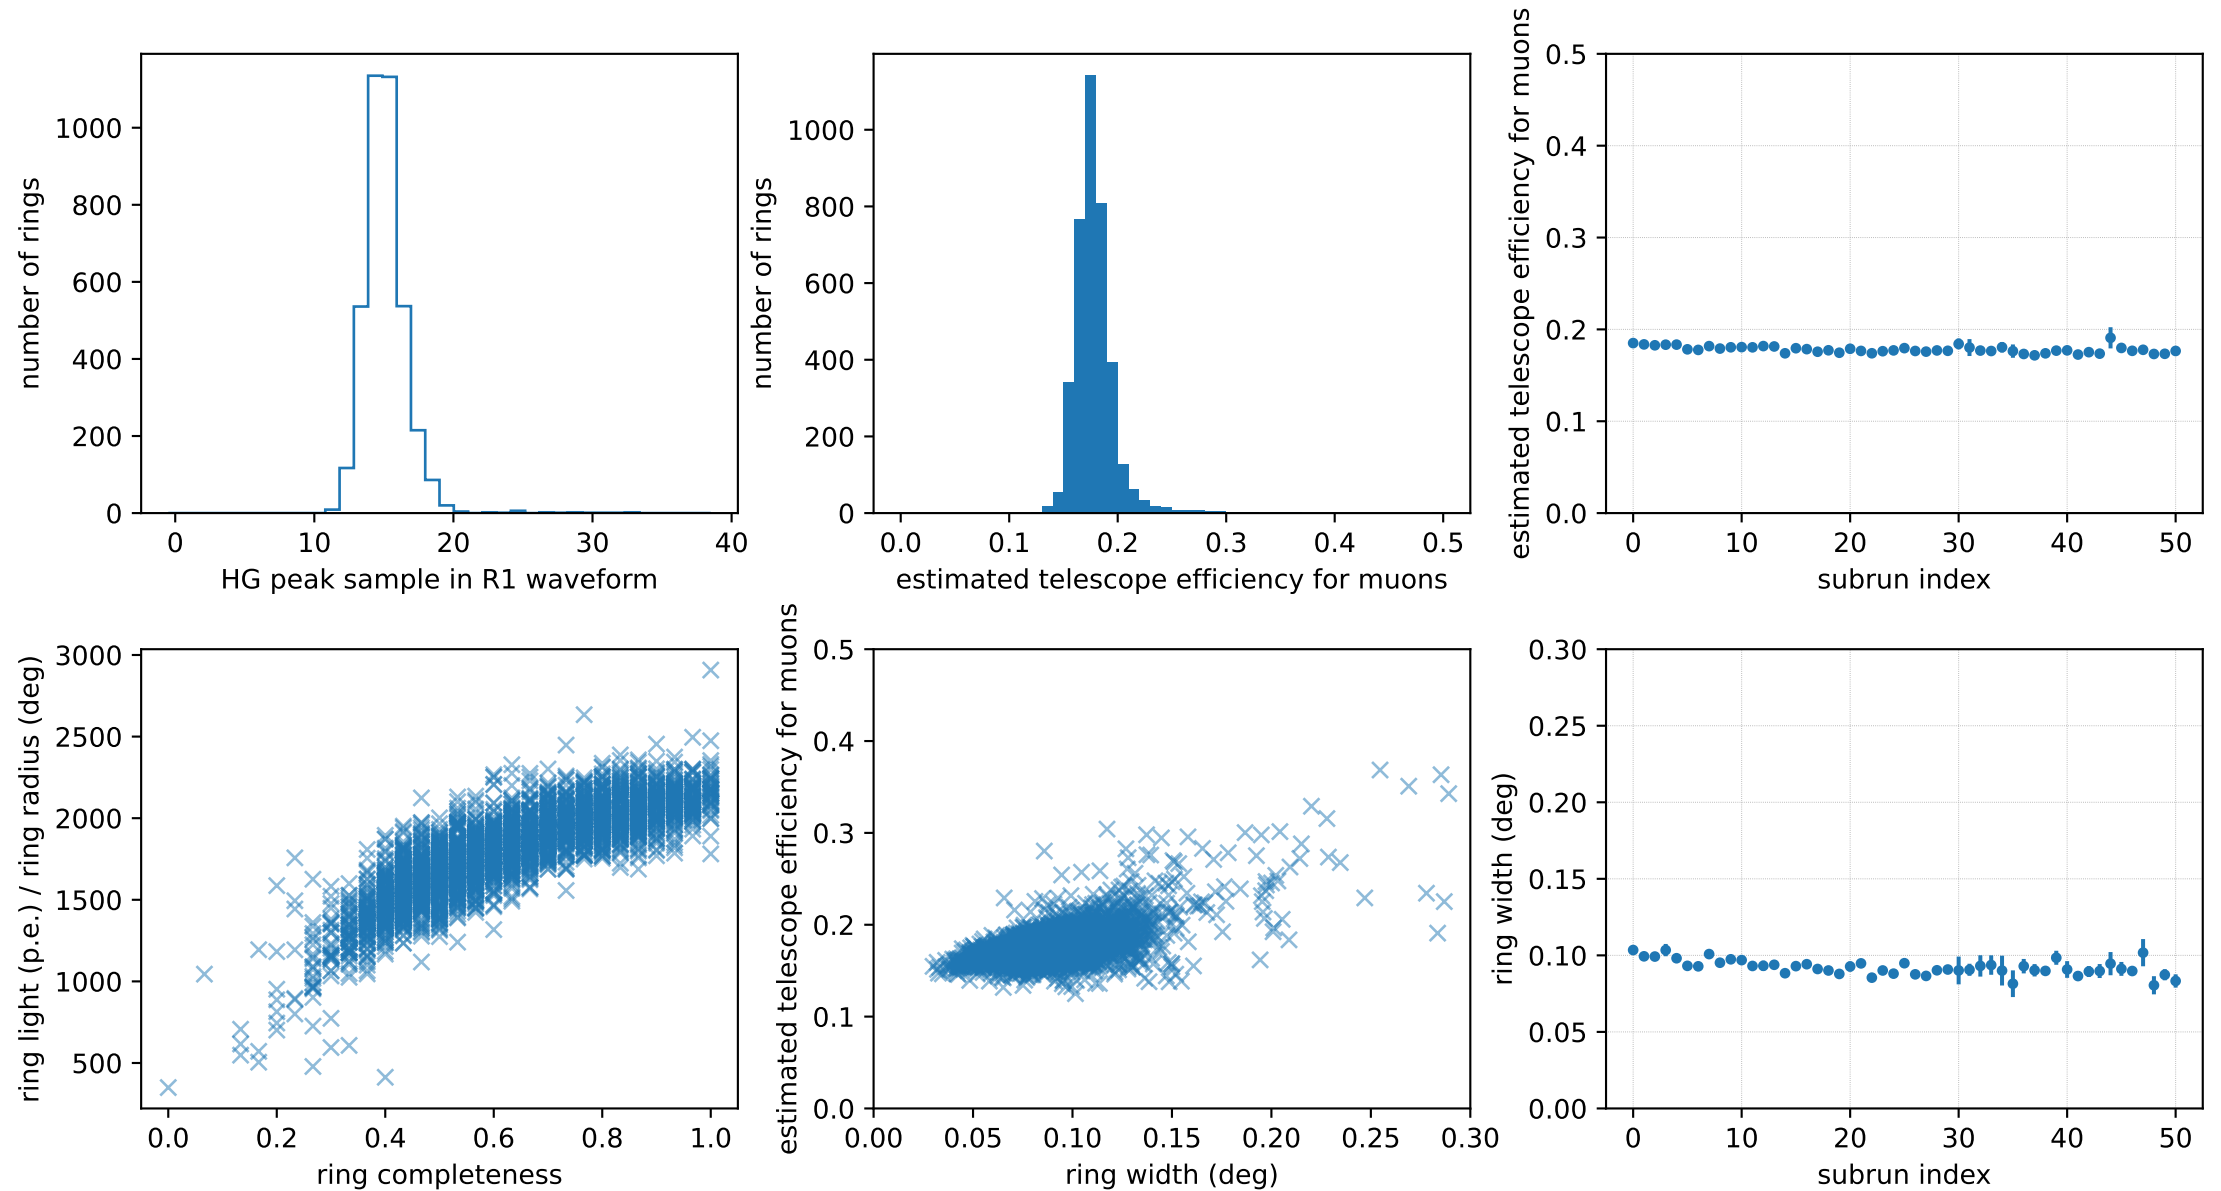 number of rings
1000
800
600
400
200
0
0 10 20 30 40
HG peak sample in R1 waveform
number of rings
1000
800
600
400
200
0
0.0 0.1 0.2 0.3 0.4 0.5
estimated telescope efficiency for muons
estimated telescope efficiency for muons
0.5
0.4
0.3
0.2
0.1
0.0
0 10 20 30 40 50
subrun index
ring light (p.e.) / ring radius (deg)
3000
2500
2000
1500
1000
500
0.0 0.2 0.4 0.6 0.8 1.0
ring completeness
estimated telescope efficiency for muons
0.5
0.4
0.3
0.2
0.1
0.0
0.00 0.05 0.10 0.15 0.20 0.25 0.30
ring width (deg)
ring width (deg)
0.30
0.25
0.20
0.15
0.10
0.05
0.00
0 10 20 30 40 50
subrun index